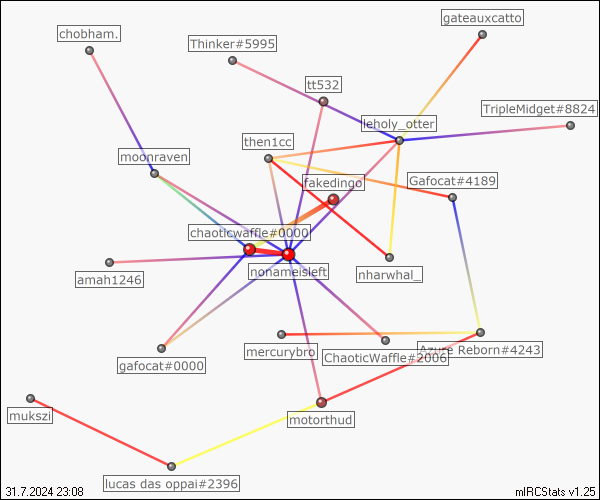 gateauxcatto
chobham.
Thinker#5995
tt532
TripleMidget#8824
leholy_otter
then1cc
moonraven
fakedingo
Gafocat#4189
chaoticwaffle#0000
nonameisleft
nharwhal_
amah1246
mercurybro
Azure Reborn#4243
ChaoticWaffle#2006
gafocat#0000
mukszi
motorthud
lucas das oppai#2396
31.7.2024 23:08
mIRCStats v1.25